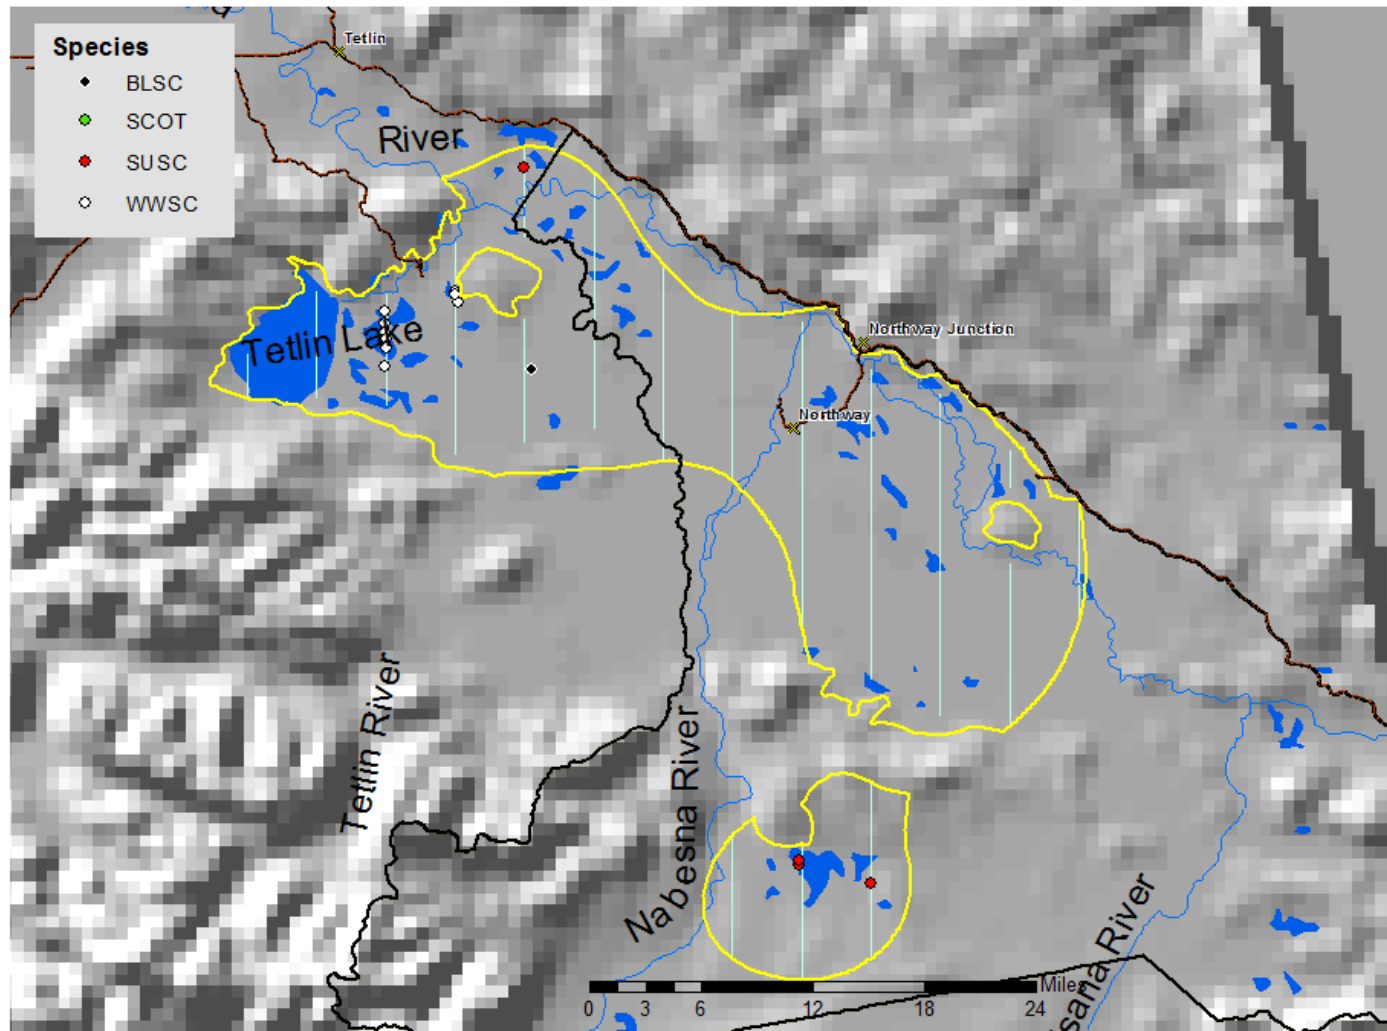 Species
BLSC
SCOT
SUSC
WWSC
Tetlin
River
Tetlin Lake
Northway Junction
Northway
Tetlin River
Nabesna River
sana River
Miles
0 3 6 12 18 24